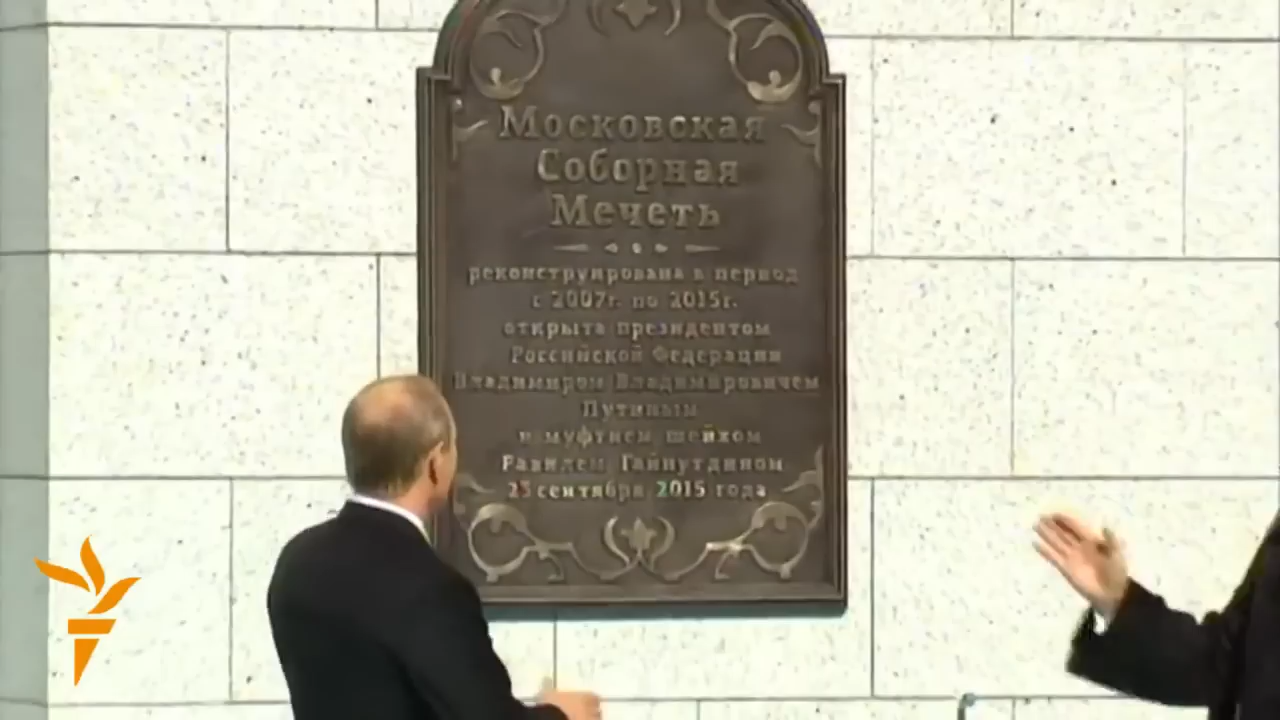 Московская
Соборная
Мечеть
реконструирована в период
с 2007г. по 2015г.
открыта президентом
Российской Федерации
Владимиром Владимировичем
Путиным
и муфтием шейхом
Равилем Гайнутдином
23 сентября 2015 года